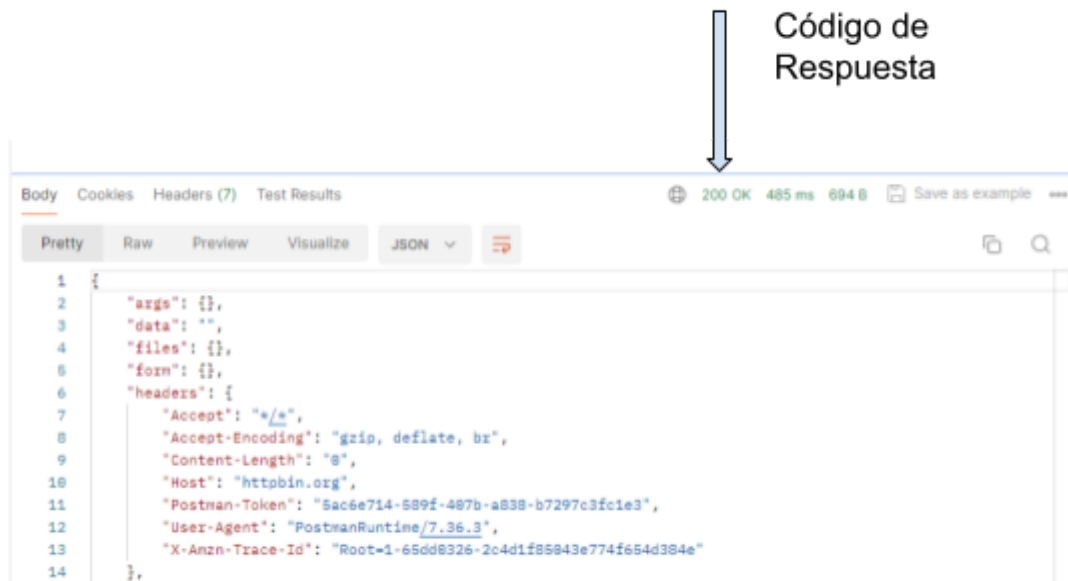 Código de
Respuesta
Body Cookies Headers (7) Test Results 200 OK 485 ms 694 B Save as example
Pretty Raw Preview Visualize JSON
1 {
2 "args": {},
3 "data": "",
4 "files": {},
5 "form": {},
6 "headers": {
7 "Accept": "*/*",
8 "Accept-Encoding": "gzip, deflate, br",
9 "Content-Length": "0",
10 "Host": "httpbin.org",
11 "Postman-Token": "5ac6e714-589f-407b-a838-b7297c3fc1e3",
12 "User-Agent": "PostmanRuntime/7.36.3",
13 "X-Amzn-Trace-Id": "Root=1-65dd0326-2c4d1f85043e774f654d384e"
14 },